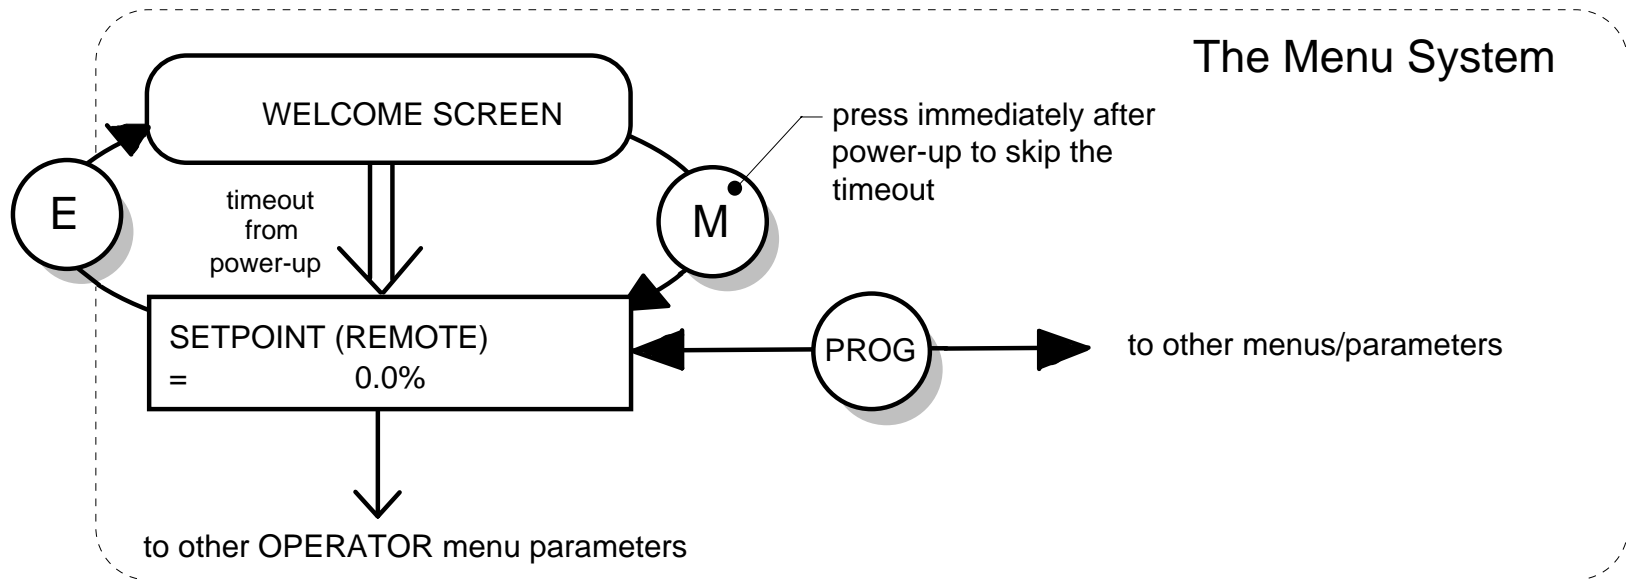 The Menu System
WELCOME SCREEN
press immediately after
power-up to skip the
timeout
E
timeout
from
power-up
M
SETPOINT (REMOTE)
= 0.0%
PROG
to other menus/parameters
to other OPERATOR menu parameters